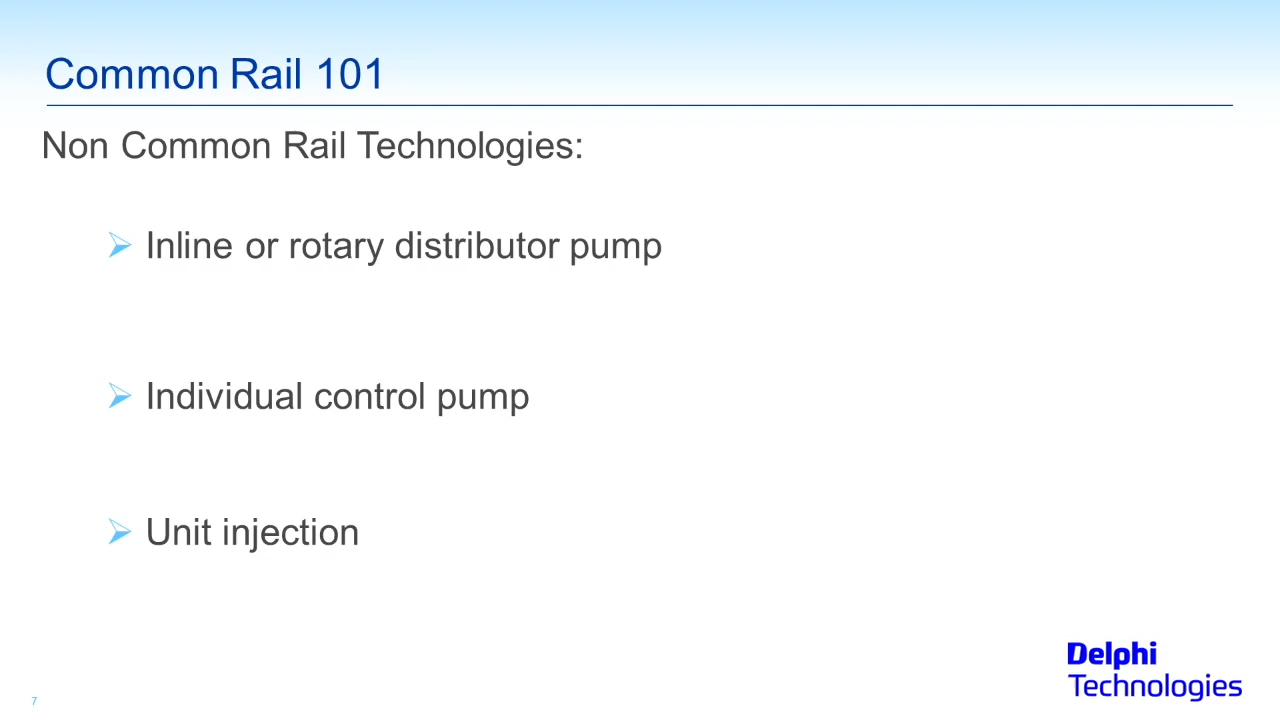 Common Rail 101
Non Common Rail Technologies:
Inline or rotary distributor pump
Individual control pump
Unit injection
Delphi
Technologies
7